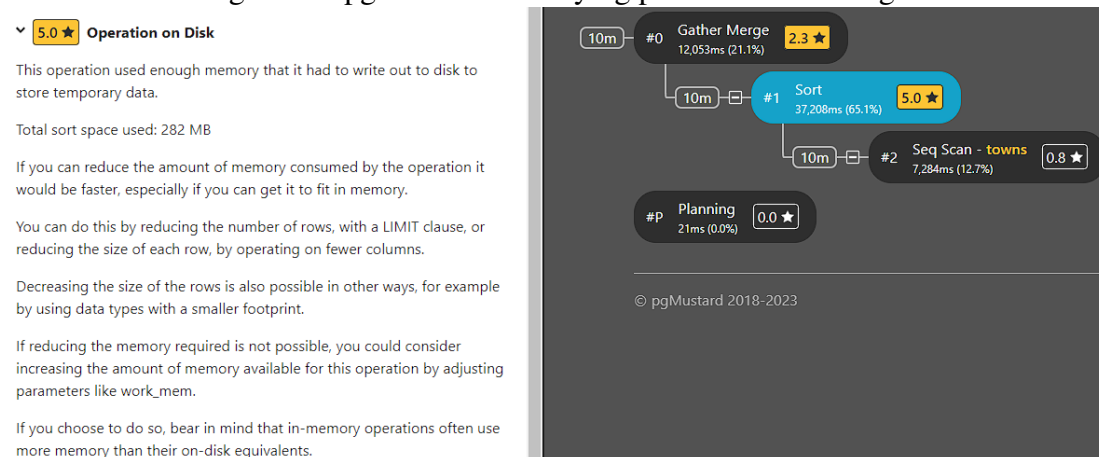 5.0 ★ Operation on Disk
This operation used enough memory that it had to write out to disk to
store temporary data.
Total sort space used: 282 MB
If you can reduce the amount of memory consumed by the operation it
would be faster, especially if you can get it to fit in memory.
You can do this by reducing the number of rows, with a LIMIT clause, or
reducing the size of each row, by operating on fewer columns.
Decreasing the size of the rows is also possible in other ways, for example
by using data types with a smaller footprint.
If reducing the memory required is not possible, you could consider
increasing the amount of memory available for this operation by adjusting
parameters like work_mem.
If you choose to do so, bear in mind that in-memory operations often use
more memory than their on-disk equivalents.
10m #0 Gather Merge 2.3 ★
12,053ms (21.1%)
10m #1 Sort 5.0 ★
37,208ms (65.1%)
10m #2 Seq Scan - towns 0.8 ★
7,284ms (12.7%)
#P Planning 0.0 ★
21ms (0.0%)
© pgMustard 2018-2023